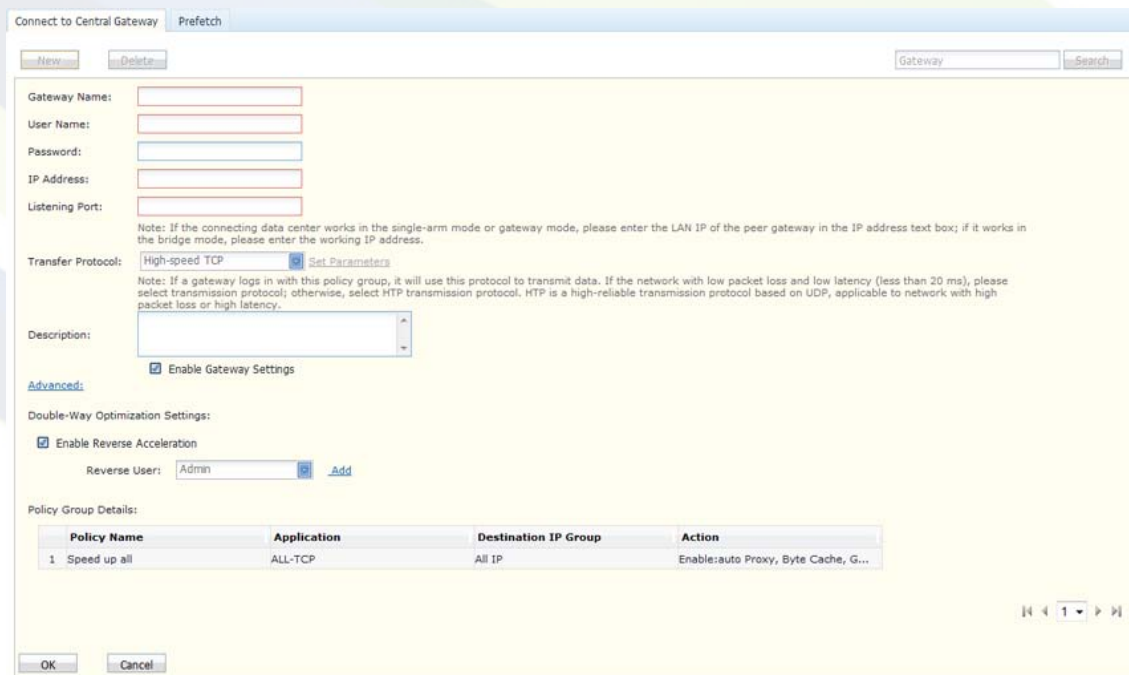 Connect to Central Gateway Prefetch
New Delete Gateway Search
Gateway Name:
User Name:
Password:
IP Address:
Listening Port:
Note: If the connecting data center works in the single-arm mode or gateway mode, please enter the LAN IP of the peer gateway in the IP address text box; if it works in
the bridge mode, please enter the working IP address.
Transfer Protocol: High-speed TCP Set Parameters
Note: If a gateway logs in with this policy group, it will use this protocol to transmit data. If the network with low packet loss and low latency (less than 20 ms), please
select transmission protocol; otherwise, select HTP transmission protocol. HTP is a high-reliable transmission protocol based on UDP, applicable to network with high
packet loss or high latency.
Description:
Enable Gateway Settings
Advanced:
Double-Way Optimization Settings:
Enable Reverse Acceleration
Reverse User: Admin Add
Policy Group Details:
Policy Name Application Destination IP Group Action
1 Speed up all ALL-TCP All IP Enable:auto Proxy, Byte Cache, G...
1
OK Cancel